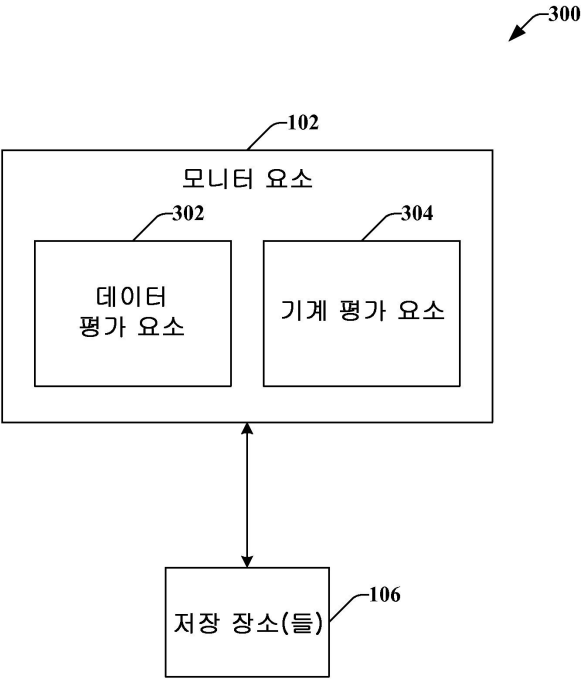 300
102
모니터 요소
302
304
데이터
평가 요소
기계 평가 요소
106
저장 장소(들)